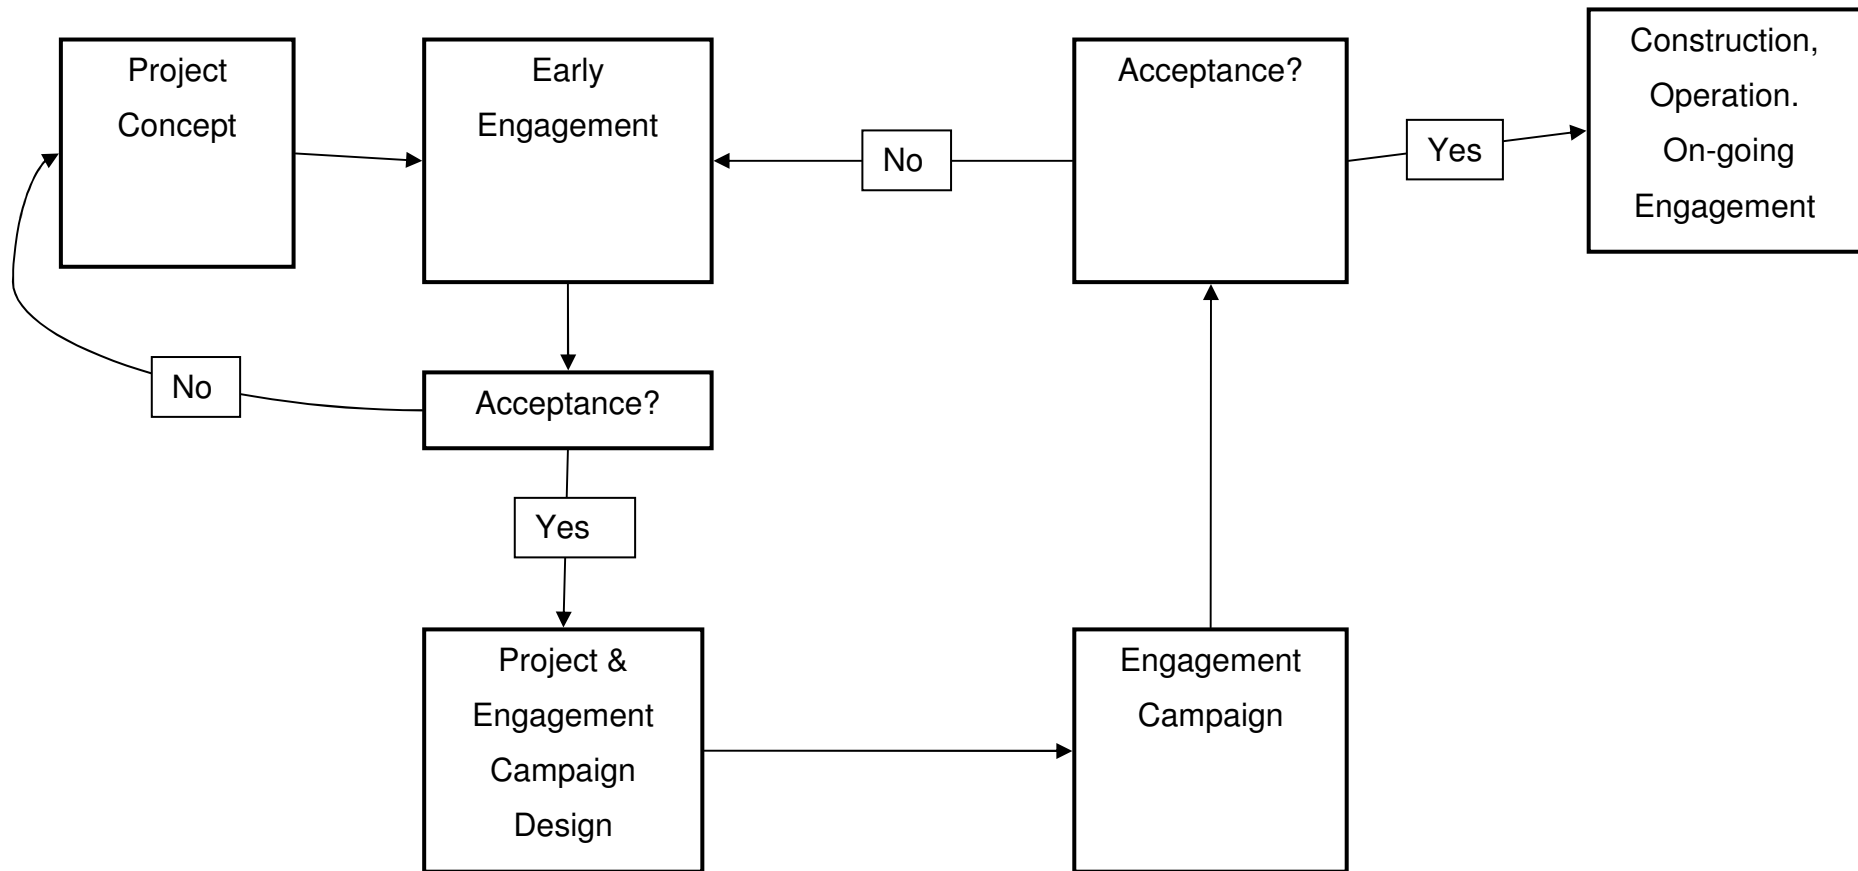 Project
Concept
Early
Engagement
Acceptance?
Construction,
Operation.
On-going
Engagement
No
Yes
No
Acceptance?
Yes
Project &
Engagement
Campaign
Design
Engagement
Campaign